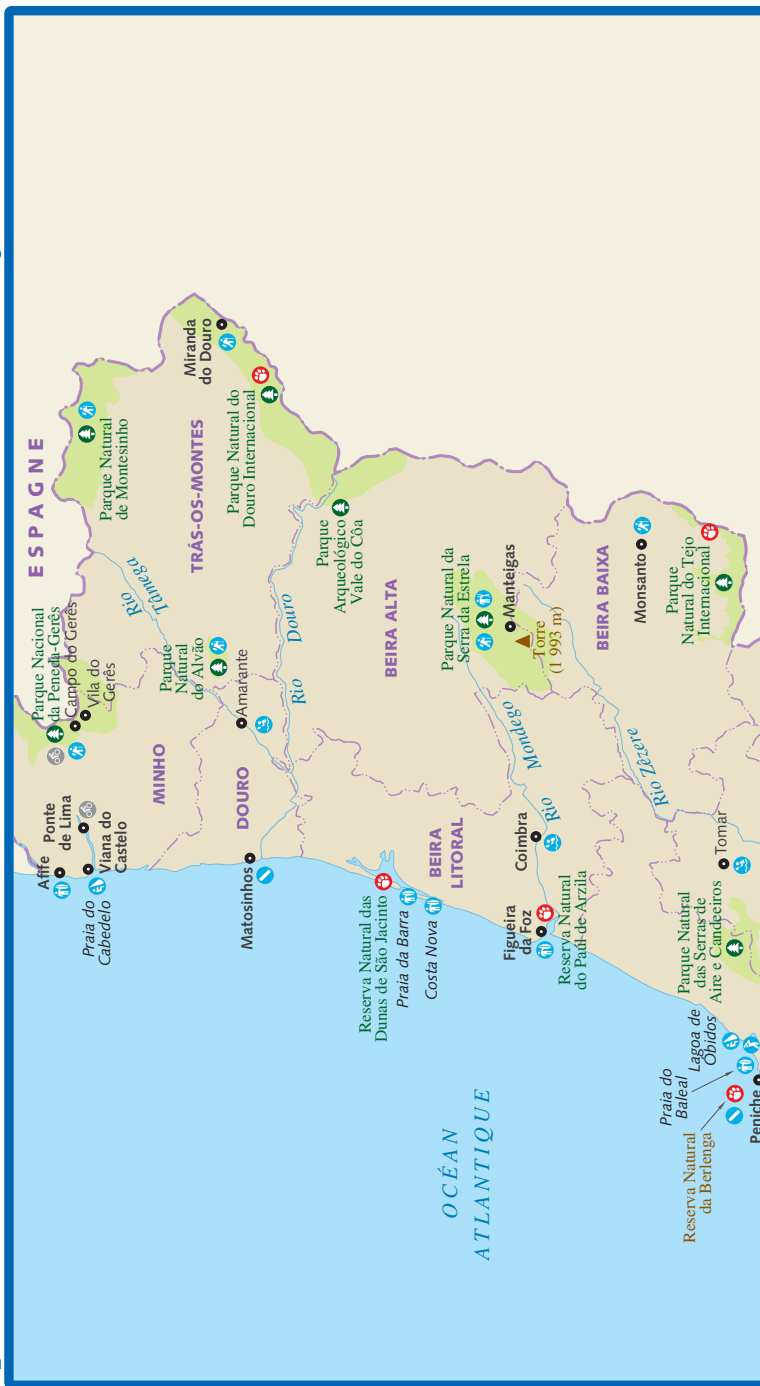 ESPAGNE
Parque Nacional
da Peneda-Gerês
Campo do Gerês
Vila do
Gerês
Parque Natural
de Montesinho
Afife
Ponte
de Lima
Viana do
Castelo
Praia do
Cabedelo
MINHO
Rio
Tâmega
TRÁS-OS-MONTES
Miranda
do Douro
Parque Natural do
Douro Internacional
Parque
Natural
do Alvão
Amarante
DOURO
Matosinhos
Rio
Douro
Parque
Arqueológico
Vale do Côa
BEIRA ALTA
Reserva Natural das
Dunas de São Jacinto
Praia da Barra
Costa Nova
BEIRA
LITORAL
Parque Natural da
Serra da Estrela
Manteigas
Torre
(1 993 m)
Rio
Mondego
Coimbra
Figueira
da Foz
Reserva Natural
do Paúl de Arzila
BEIRA BAIXA
Monsanto
Parque
Natural do Tejo
Internacional
Rio Zêzere
Tomar
Parque Natural
das Serras de
Aire e Candeeiros
OCÉAN
ATLANTIQUE
Lagoa de
Óbidos
Praia do
Baleal
Reserva Natural
da Berlenga
Peniche